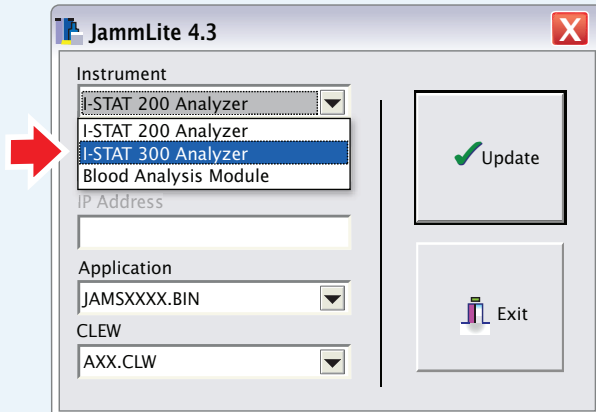 JammLite 4.3
Instrument
I-STAT 200 Analyzer
I-STAT 200 Analyzer
I-STAT 300 Analyzer
Blood Analysis Module
IP Address
Application
JAMSXXXX.BIN
CLEW
AXX.CLW
Update
Exit